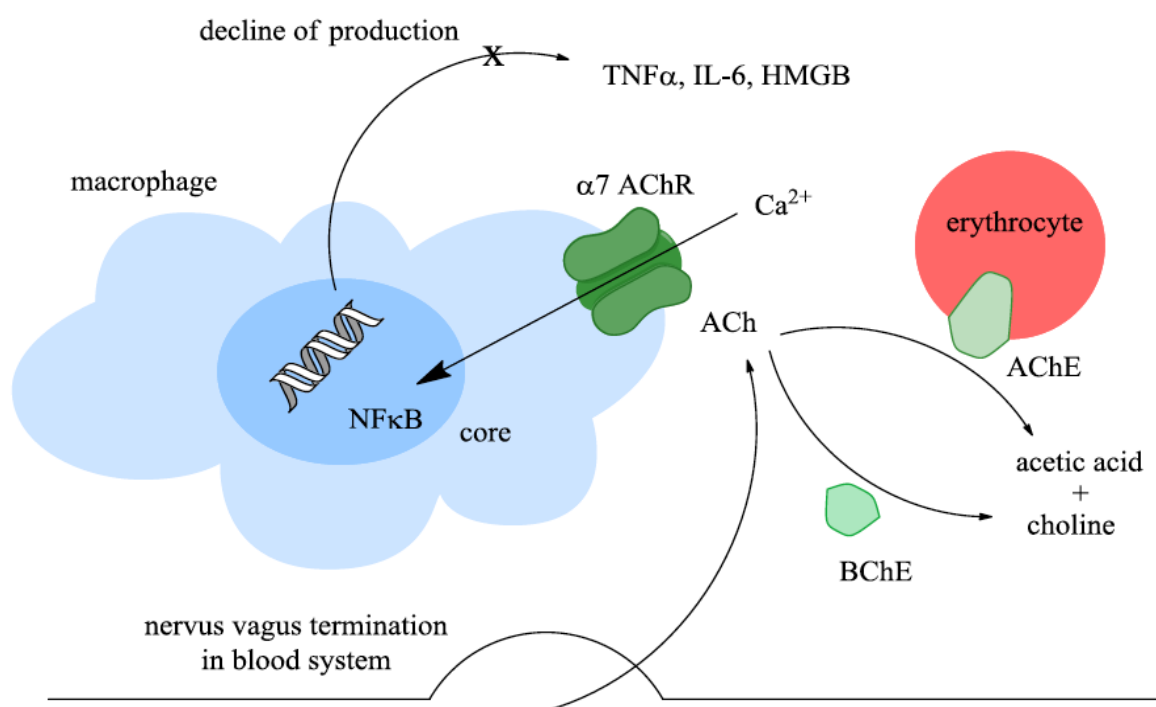 decline of production
X
TNFα, IL-6, HMGB
macrophage
α7 AChR
Ca²⁺
erythrocyte
ACh
AChE
NFκB
core
acetic acid
+
choline
BChE
nervus vagus termination
in blood system